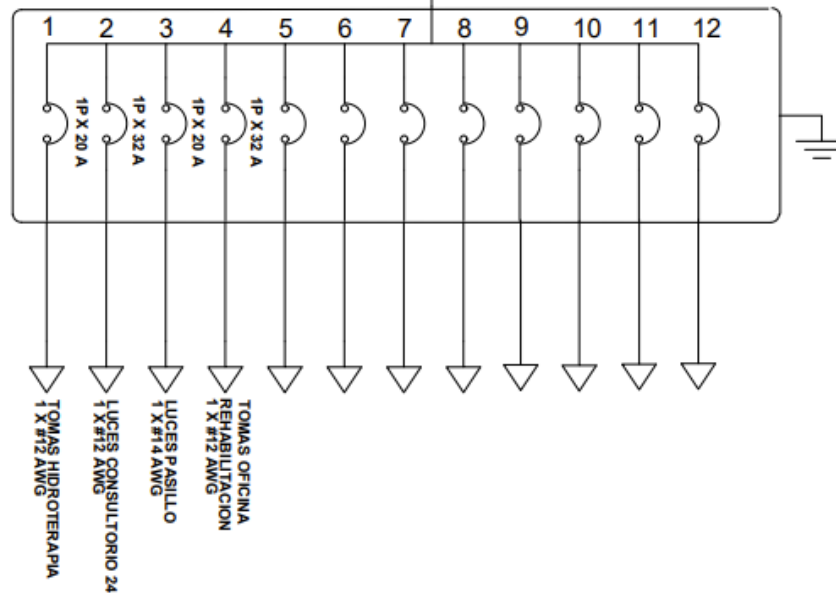 1 2 3 4 5 6 7 8 9 10 11 12
1P X 20 A
1P X 32 A
1P X 20 A
1P X 32 A
TOMAS HIDROTERAPIA
1 X #12 AWG
LUCES CONSULTORIO 24
1 X #12 AWG
LUCES PASILLO
1 X #14 AWG
TOMAS OFICINA
REHABILITACION
1 X #12 AWG